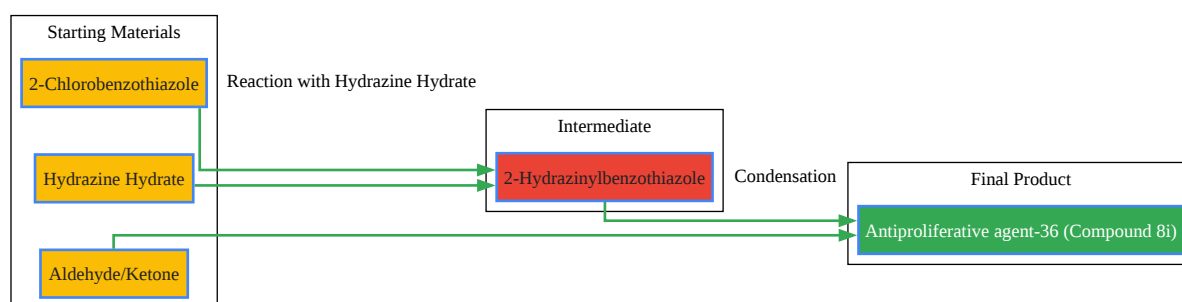 Starting Materials
2-Chlorobenzothiazole
Reaction with Hydrazine Hydrate
Intermediate
Hydrazine Hydrate
2-Hydrazinylbenzothiazole
Condensation
Final Product
Antiproliferative agent-36 (Compound 8i)
Aldehyde/Ketone